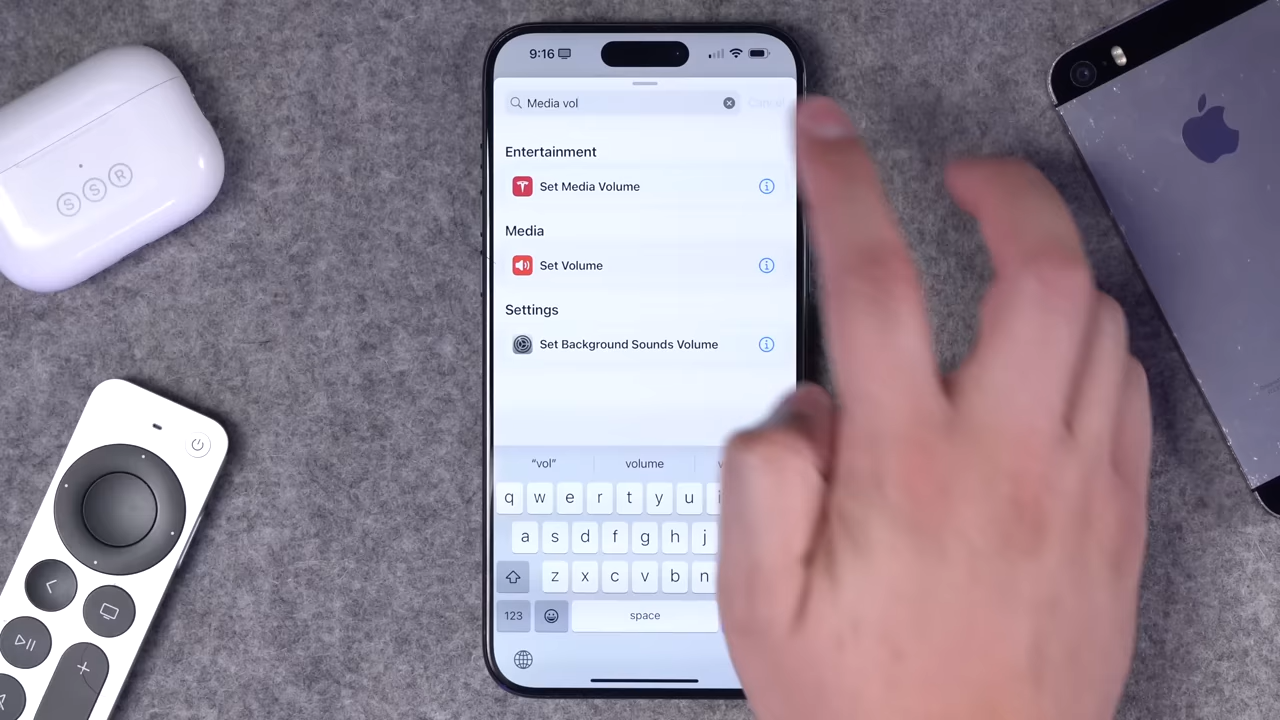 9:16
Media vol
Cancel
Entertainment
Set Media Volume
Media
Set Volume
Settings
Set Background Sounds Volume
“vol”
volume
q w e r t y u
a s d f g h j
z x c v b n
123
space
SSR